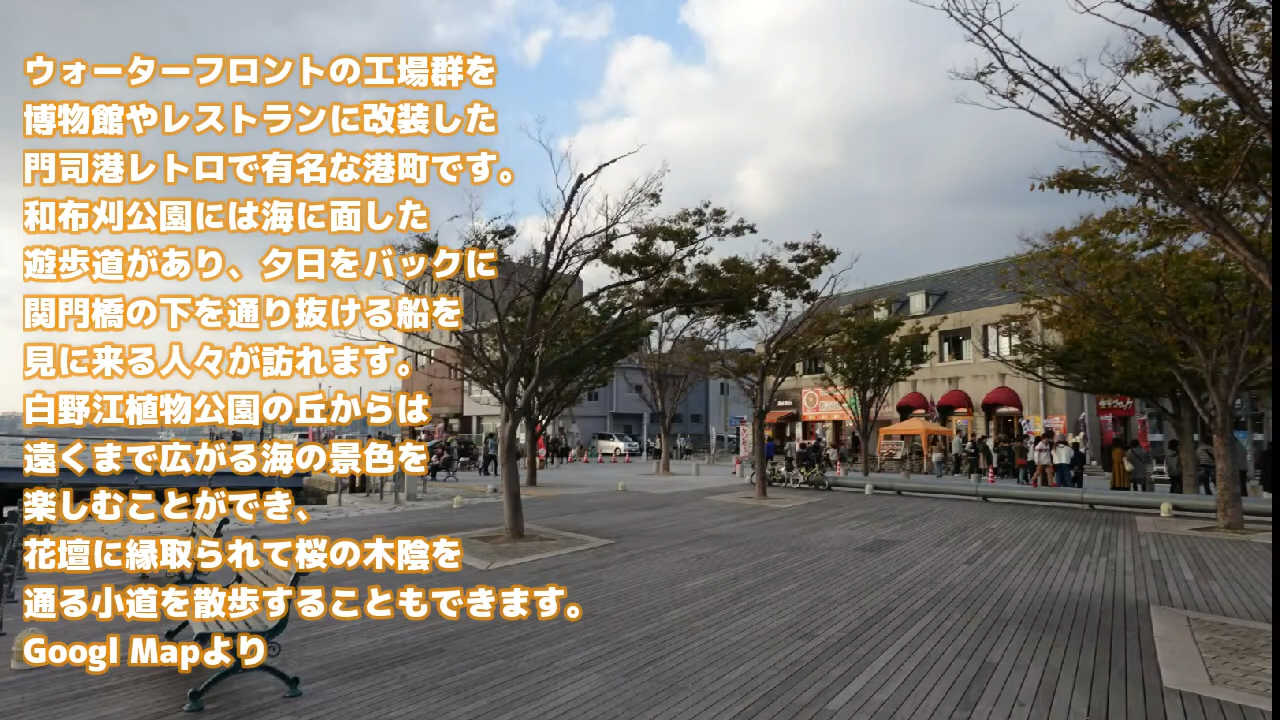 ウォーターフロントの工場群を
博物館やレストランに改装した
門司港レトロで有名な港町です。
和布刈公園には海に面した
遊歩道があり、夕日をバックに
関門橋の下を通り抜ける船を
見に来る人々が訪れます。
白野江植物公園の丘からは
遠くまで広がる海の景色を
楽しむことができ、
花壇に縁取られて桜の木陰を
通る小道を散歩することもできます。
Googl Mapより